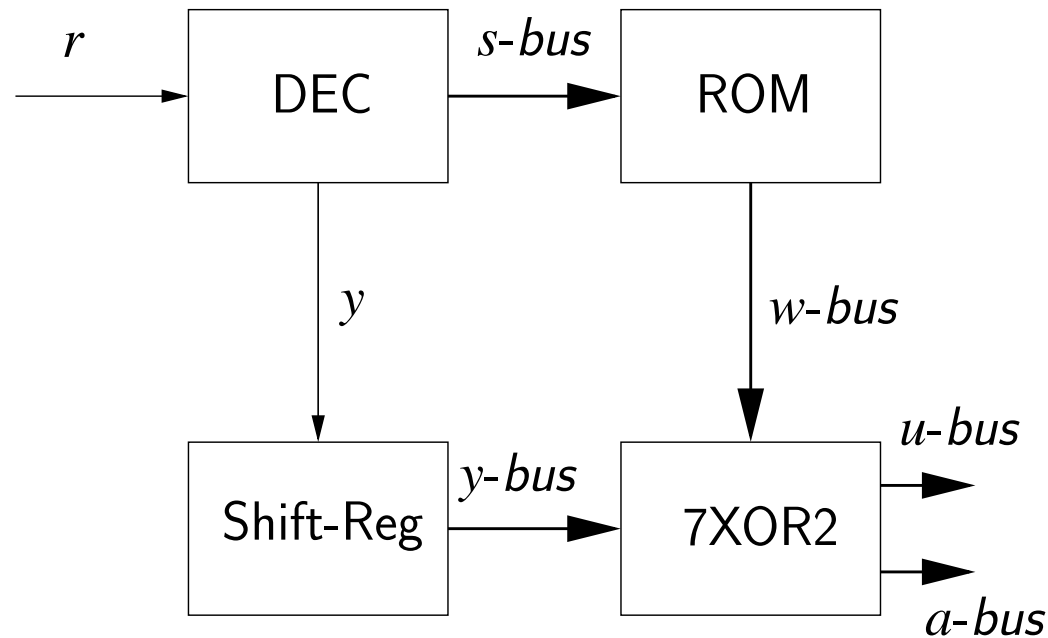 r
DEC
s-bus
ROM
y
w-bus
Shift-Reg
y-bus
7XOR2
u-bus
a-bus